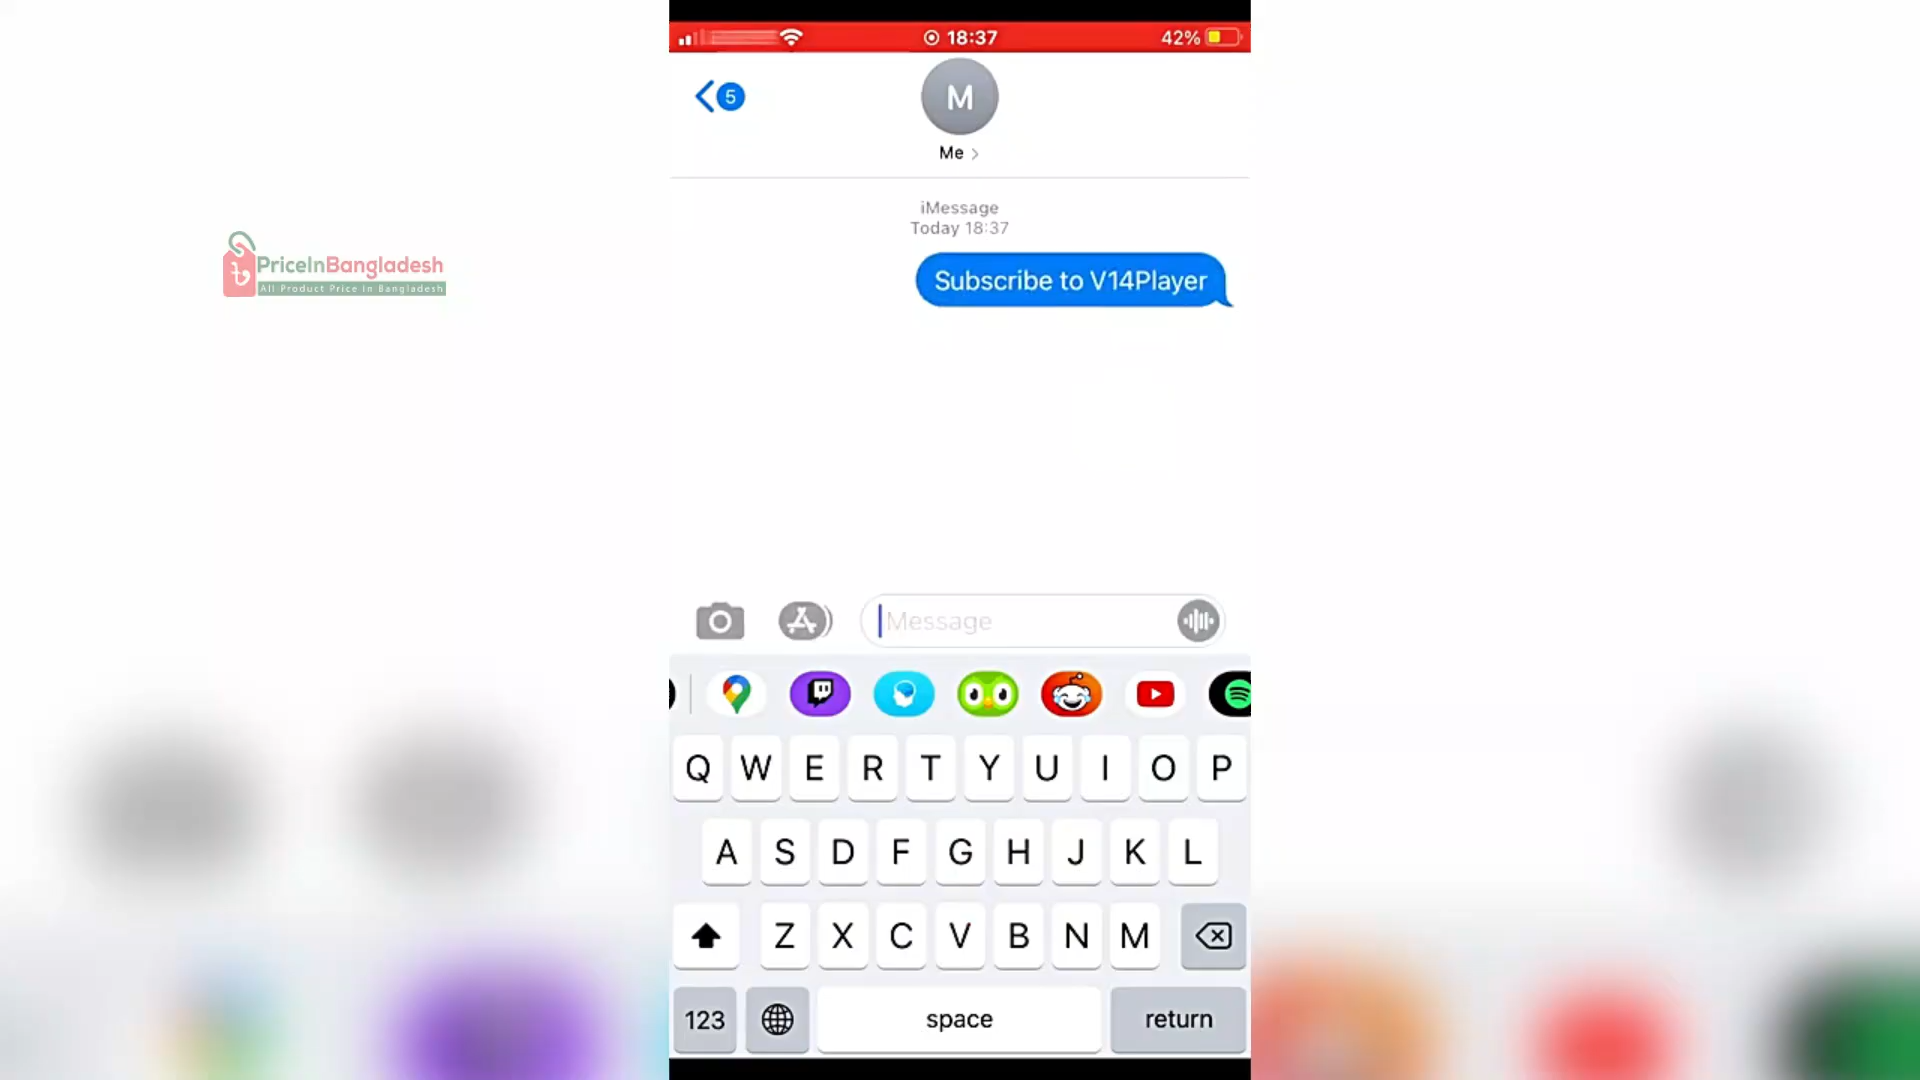 18:37
42%
5
M
Me
iMessage
Today 18:37
PriceInBangladesh
All Product Price In Bangladesh
Subscribe to V14Player
Message
Q W E R T Y U I O P
A S D F G H J K L
Z X C V B N M
123 space return